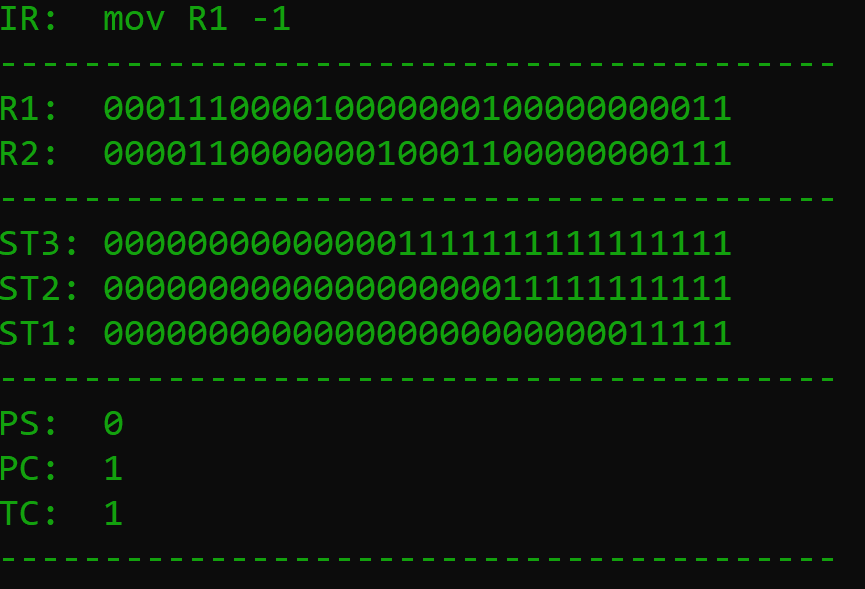 IR:  mov R1 -1
----------------------------------------
R1:  000111000010000000100000000011
R2:  000011000000010001100000000111
----------------------------------------
ST3: 000000000000001111111111111111
ST2: 000000000000000000011111111111
ST1: 000000000000000000000000011111
----------------------------------------
PS:  0
PC:  1
TC:  1
----------------------------------------